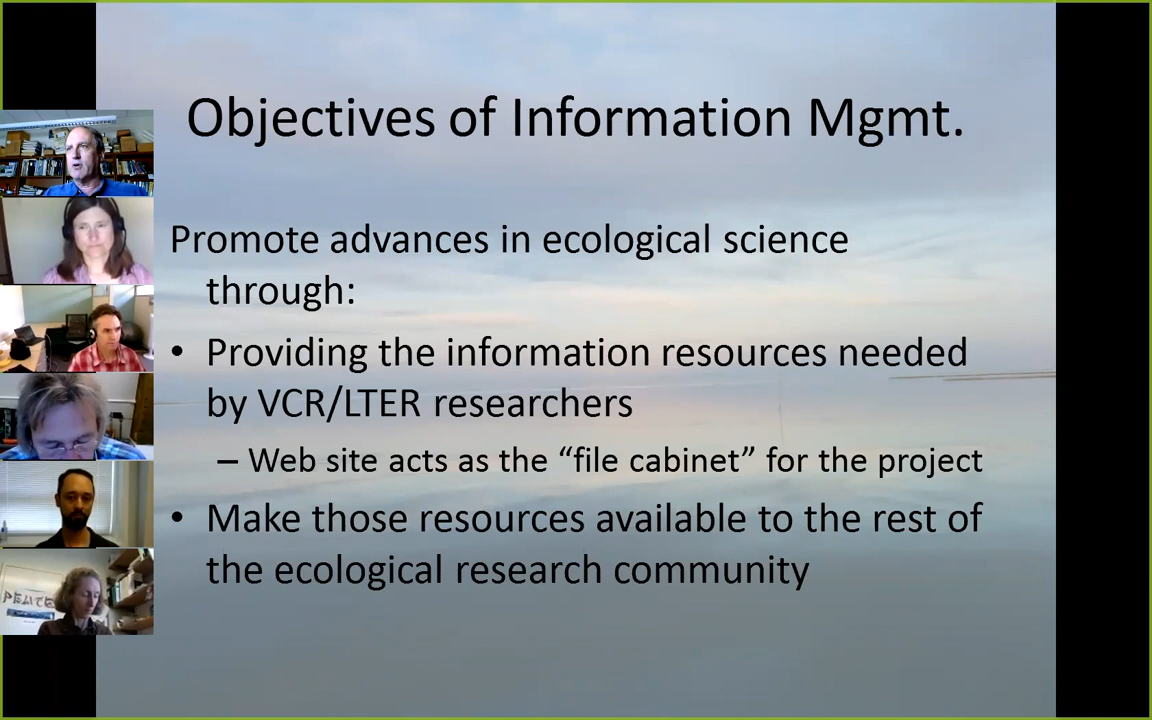 Objectives of Information Mgmt.
Promote advances in ecological science
through:
• Providing the information resources needed
by VCR/LTER researchers
– Web site acts as the “file cabinet” for the project
• Make those resources available to the rest of
the ecological research community